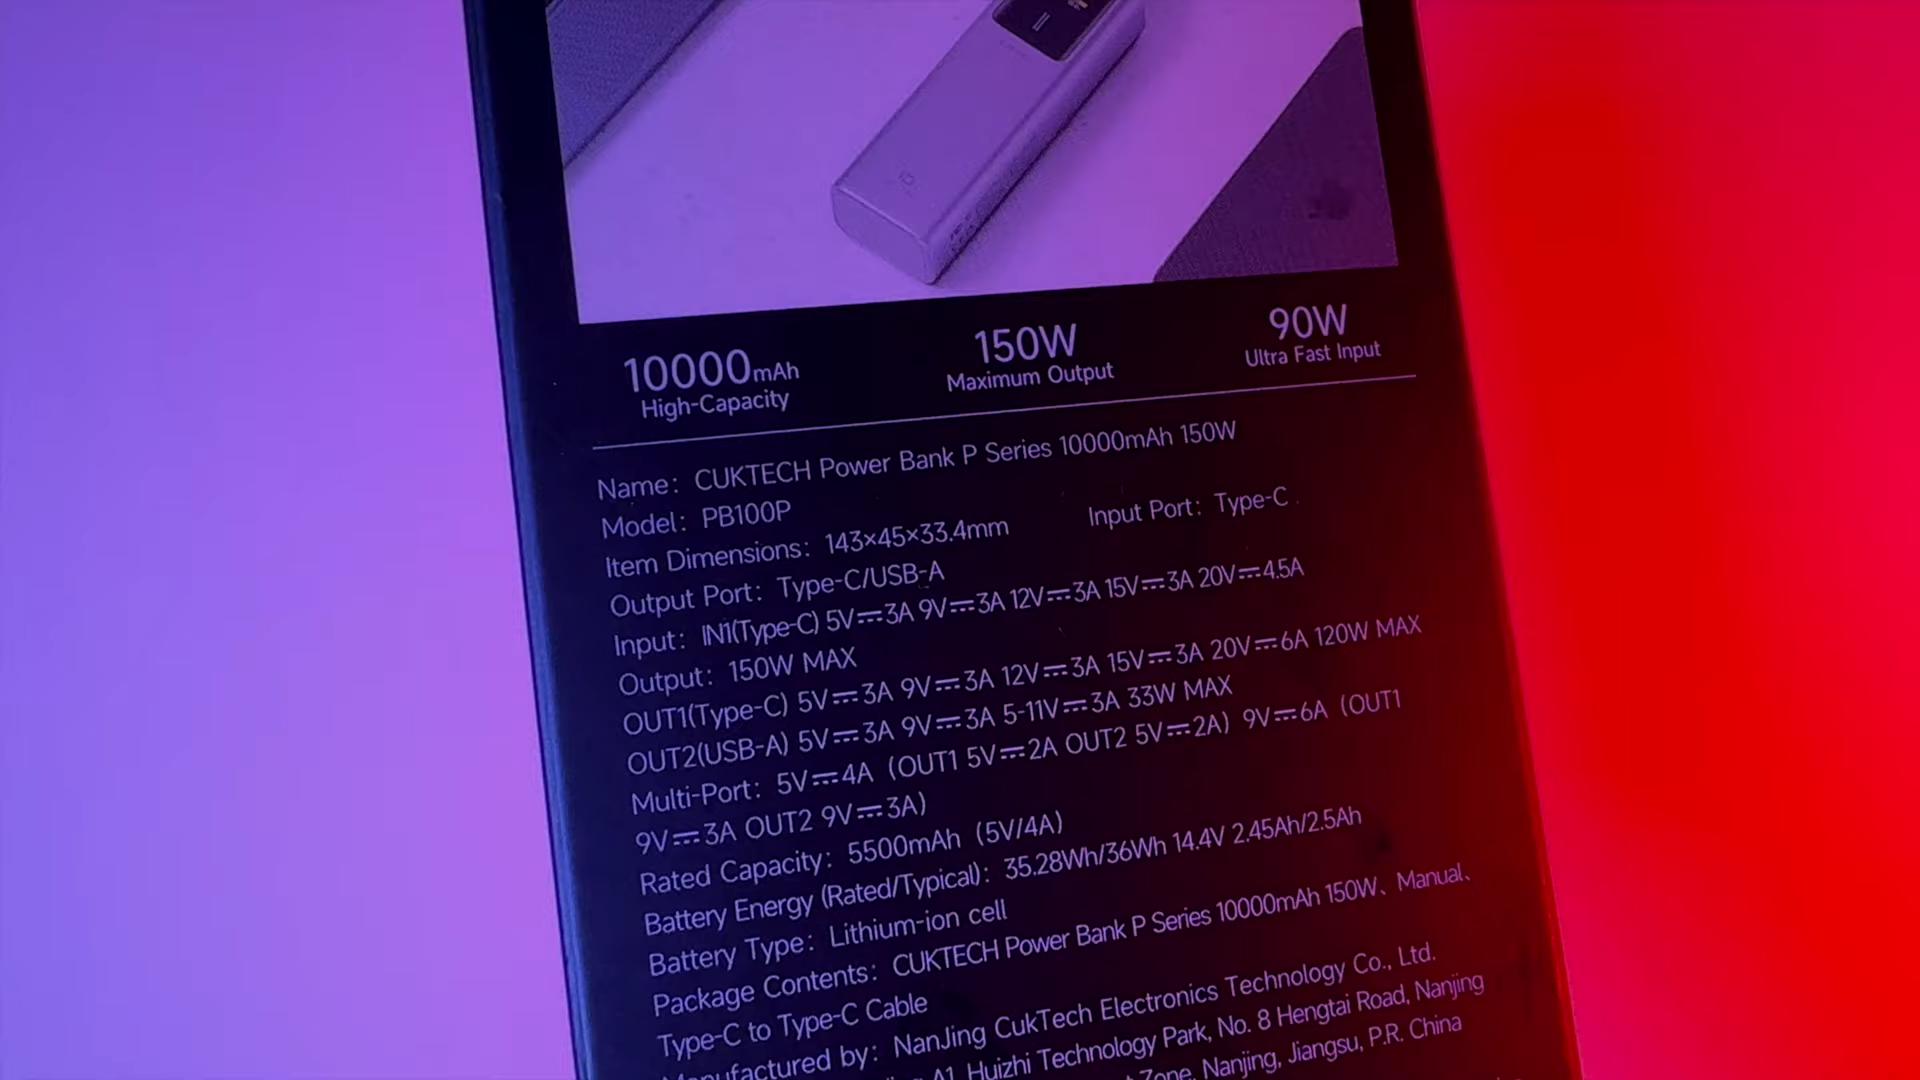 10000mAh
High-Capacity
150W
Maximum Output
90W
Ultra Fast Input
Name: CUKTECH Power Bank P Series 10000mAh 150W
Model: PB100P
Item Dimensions: 143×45×33.4mm Input Port: Type-C
Output Port: Type-C/USB-A
Input: IN1(Type-C) 5V⎓3A 9V⎓3A 12V⎓3A 15V⎓3A 20V⎓4.5A
Output: 150W MAX
OUT1(Type-C) 5V⎓3A 9V⎓3A 12V⎓3A 15V⎓3A 20V⎓6A 120W MAX
OUT2(USB-A) 5V⎓3A 9V⎓3A 5-11V⎓3A 33W MAX
Multi-Port: 5V⎓4A (OUT1 5V⎓2A OUT2 5V⎓2A) 9V⎓6A (OUT1
9V⎓3A OUT2 9V⎓3A)
Rated Capacity: 5500mAh (5V/4A)
Battery Energy (Rated/Typical): 35.28Wh/36Wh 14.4V 2.45Ah/2.5Ah
Battery Type: Lithium-ion cell
Package Contents: CUKTECH Power Bank P Series 10000mAh 150W、Manual、
Type-C to Type-C Cable
Manufactured by: NanJing CukTech Electronics Technology Co., Ltd.
A1, Huizhi Technology Park, No. 8 Hengtai Road, Nanjing
Zone, Nanjing, Jiangsu, P.R. China